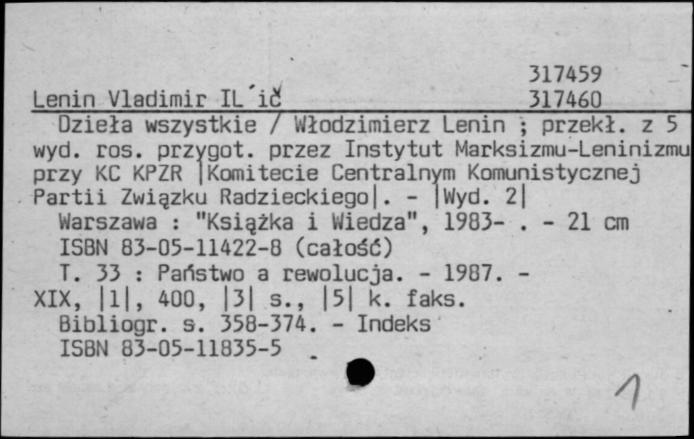 317459
Lenin Vladimir IL´ič 317460
Dzieła wszystkie / Włodzimierz Lenin ; przekł. z 5
wyd. ros. przygot. przez Instytut Marksizmu-Leninizmu
przy KC KPZR |Komitecie Centralnym Komunistycznej
Partii Związku Radzieckiego|. - |Wyd. 2|
Warszawa : "Książka i Wiedza", 1983- . - 21 cm
ISBN 83-05-11422-8 (całość)
T. 33 : Państwo a rewolucja. - 1987. -
XIX, |1|, 400, |3| s., |5| k. faks.
Bibliogr. s. 358-374. - Indeks
ISBN 83-05-11835-5
1